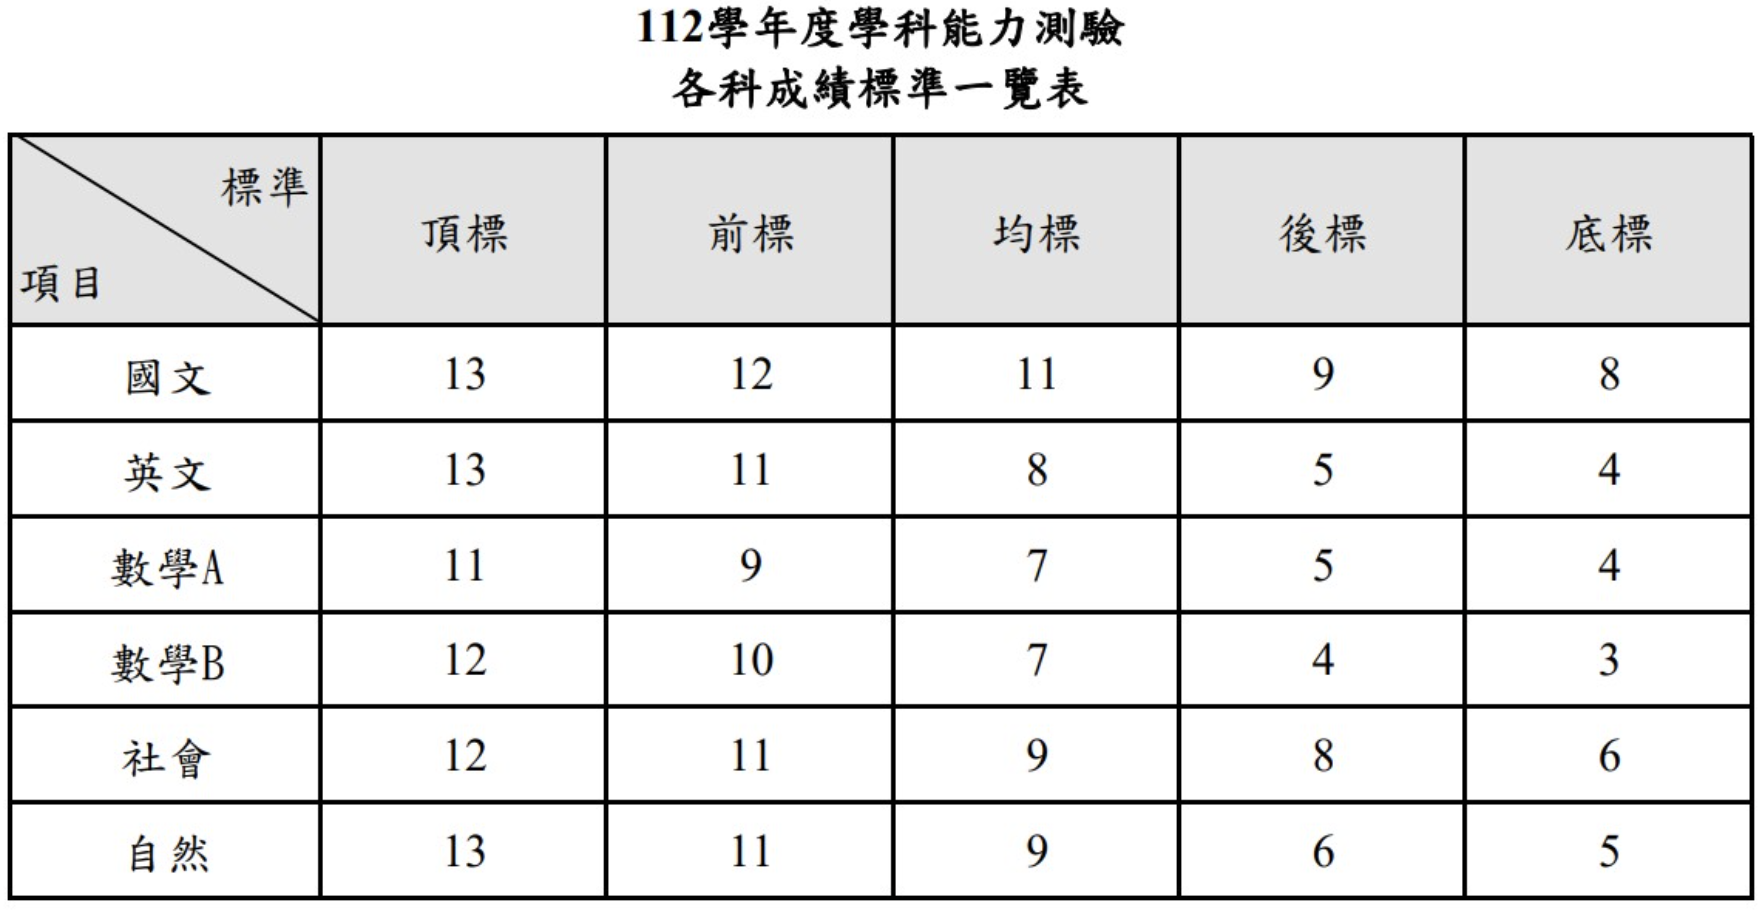 112學年度學科能力測驗
各科成績標準一覽表
標準
項目
頂標 前標 均標 後標 底標
國文 13 12 11 9 8
英文 13 11 8 5 4
數學A 11 9 7 5 4
數學B 12 10 7 4 3
社會 12 11 9 8 6
自然 13 11 9 6 5